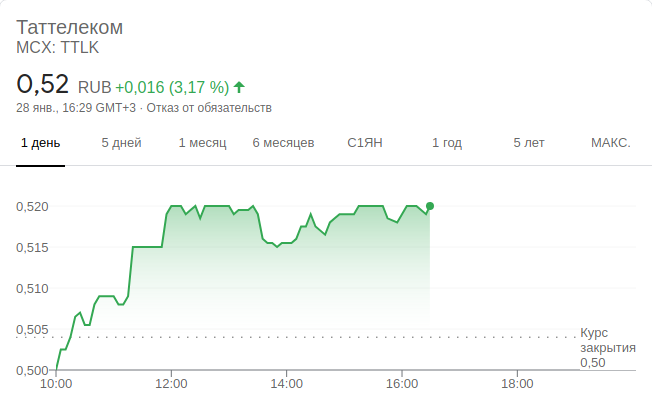 Таттелеком
MCX: TTLK
0,52 RUB +0,016 (3,17 %)
28 янв., 16:29 GMT+3 · Отказ от обязательств
1 день 5 дней 1 месяц 6 месяцев С1ЯН 1 год 5 лет МАКС.
0,520
0,515
0,510
0,505
0,500
Курс
закрытия
0,50
10:00 12:00 14:00 16:00 18:00